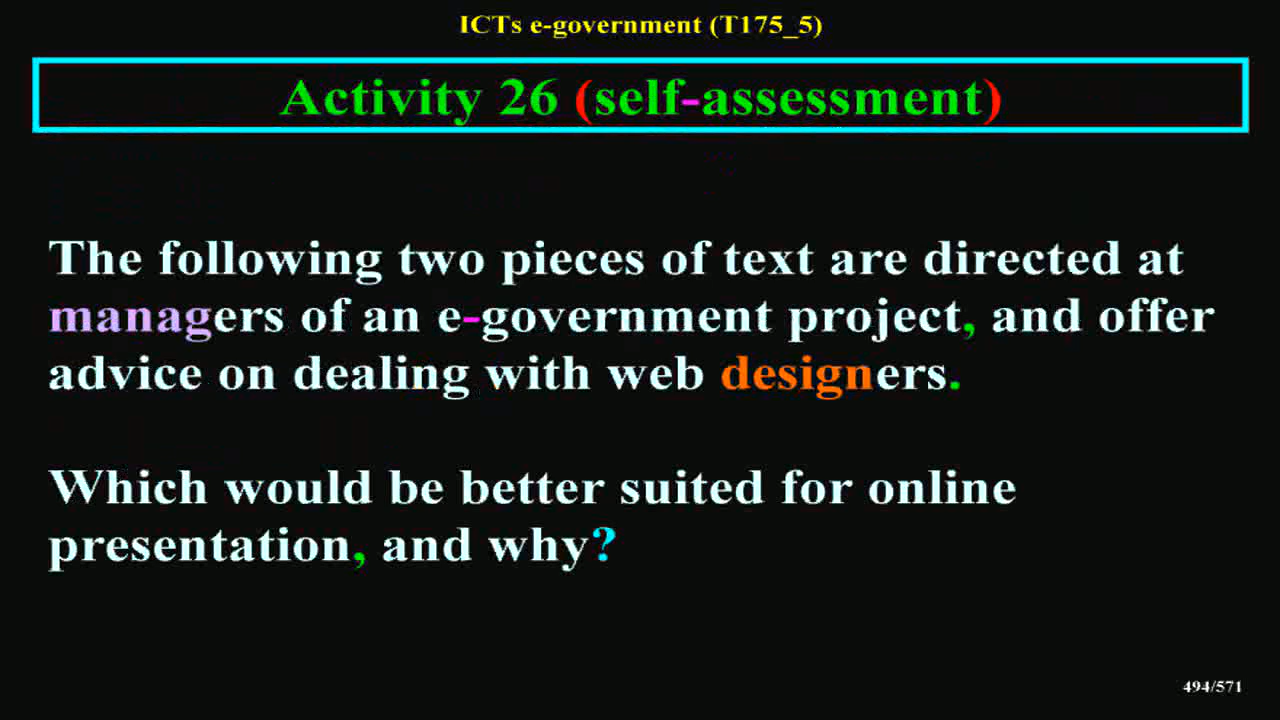 ICTs e-government (T175_5)
Activity 26 (self-assessment)
The following two pieces of text are directed at
managers of an e-government project, and offer
advice on dealing with web designers.
Which would be better suited for online
presentation, and why?
494/571